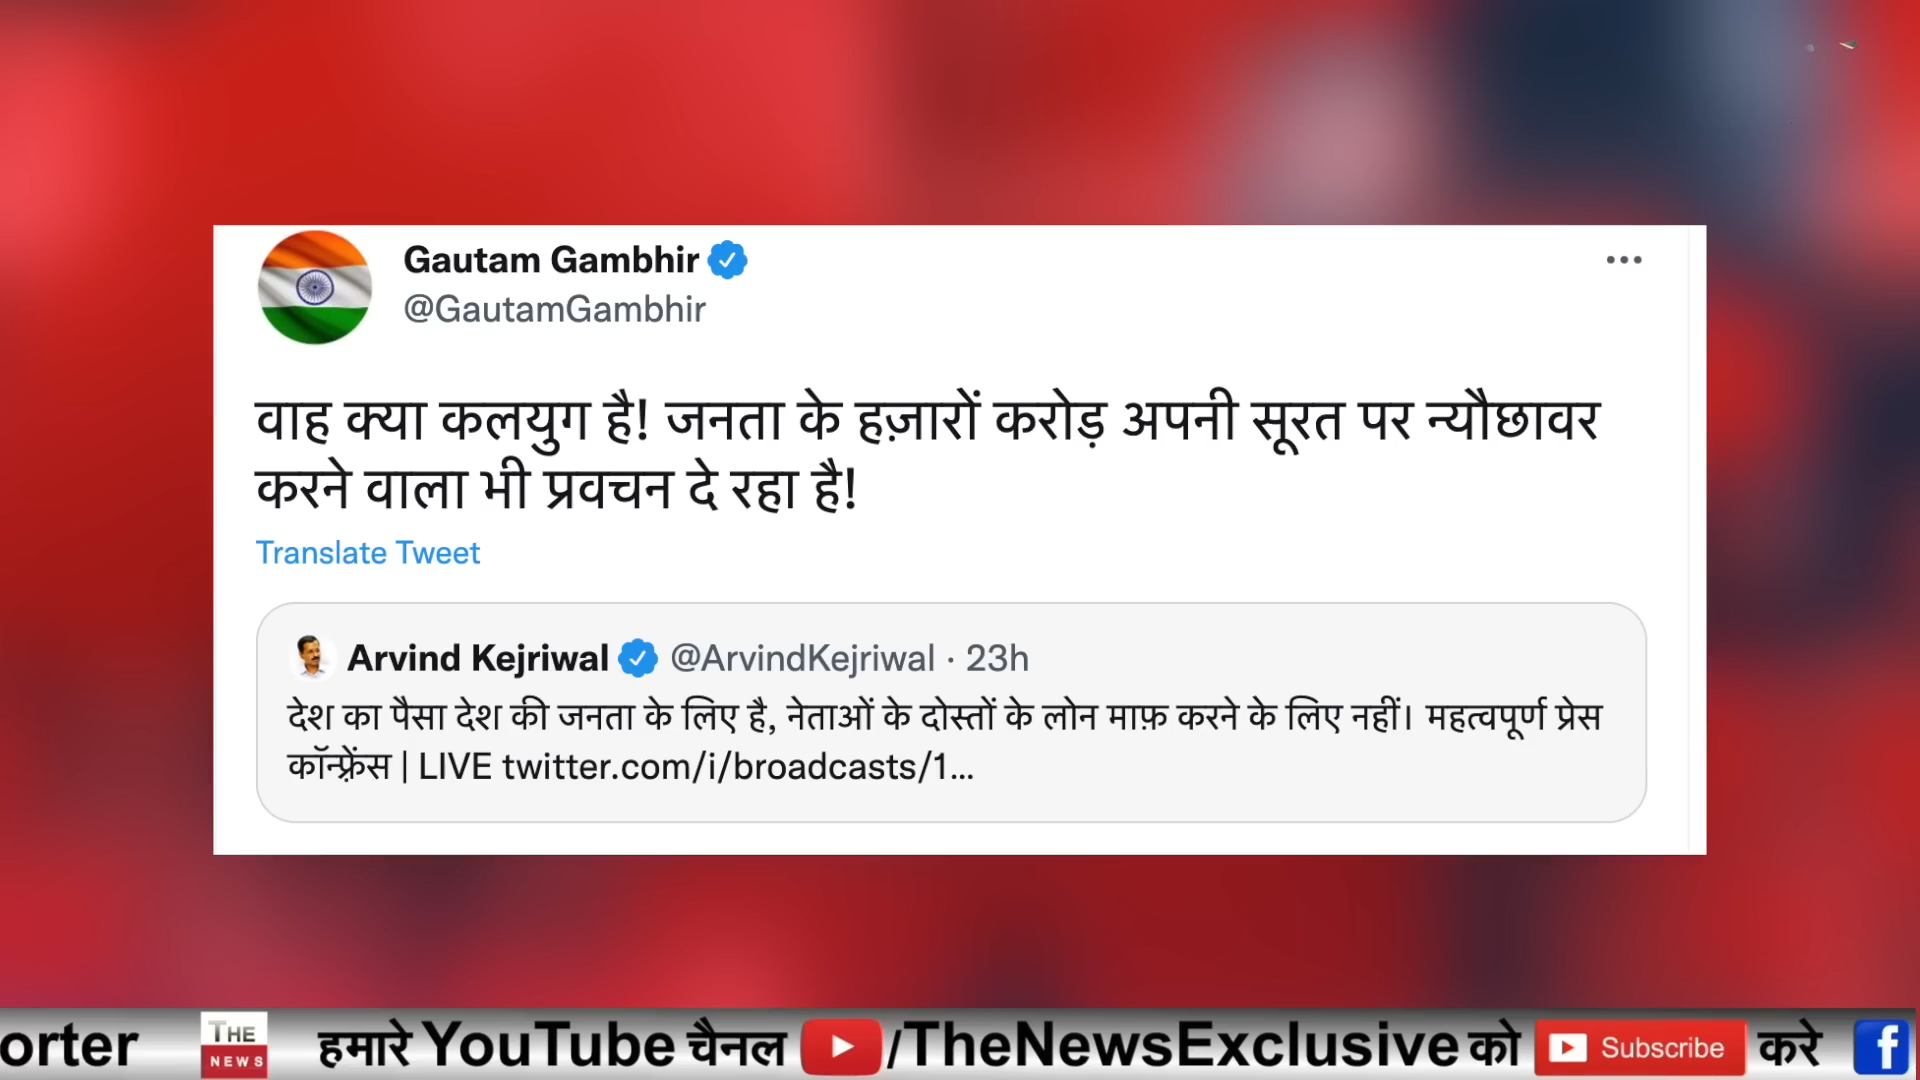 Gautam Gambhir
@GautamGambhir
वाह क्या कलयुग है! जनता के हज़ारों करोड़ अपनी सूरत पर न्यौछावर
करने वाला भी प्रवचन दे रहा है!
Translate Tweet
Arvind Kejriwal @ArvindKejriwal · 23h
देश का पैसा देश की जनता के लिए है, नेताओं के दोस्तों के लोन माफ़ करने के लिए नहीं। महत्वपूर्ण प्रेस
कॉन्फ़्रेंस | LIVE twitter.com/i/broadcasts/1...
orter THE NEWS हमारे YouTube चैनल /TheNewsExclusive को Subscribe करे f